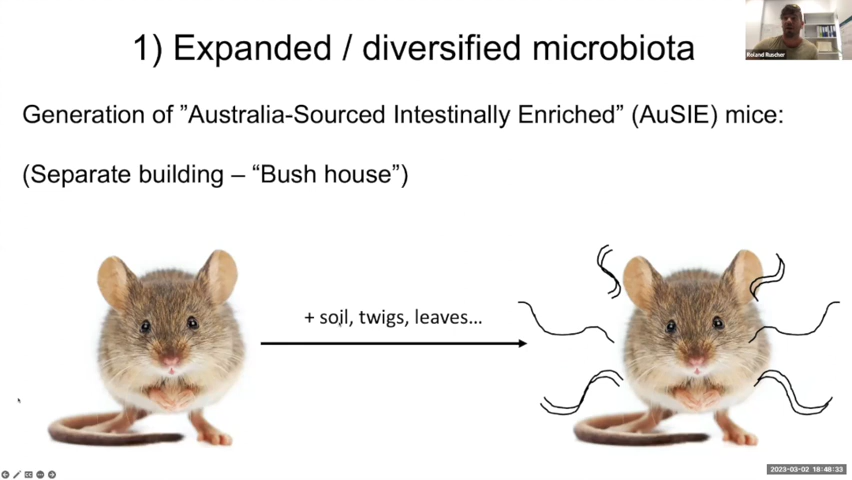 1) Expanded / diversified microbiota
Roland Ruscher
Generation of ”Australia-Sourced Intestinally Enriched” (AuSIE) mice:
(Separate building – “Bush house”)
+ soil, twigs, leaves...
2023-03-02 18:48:33